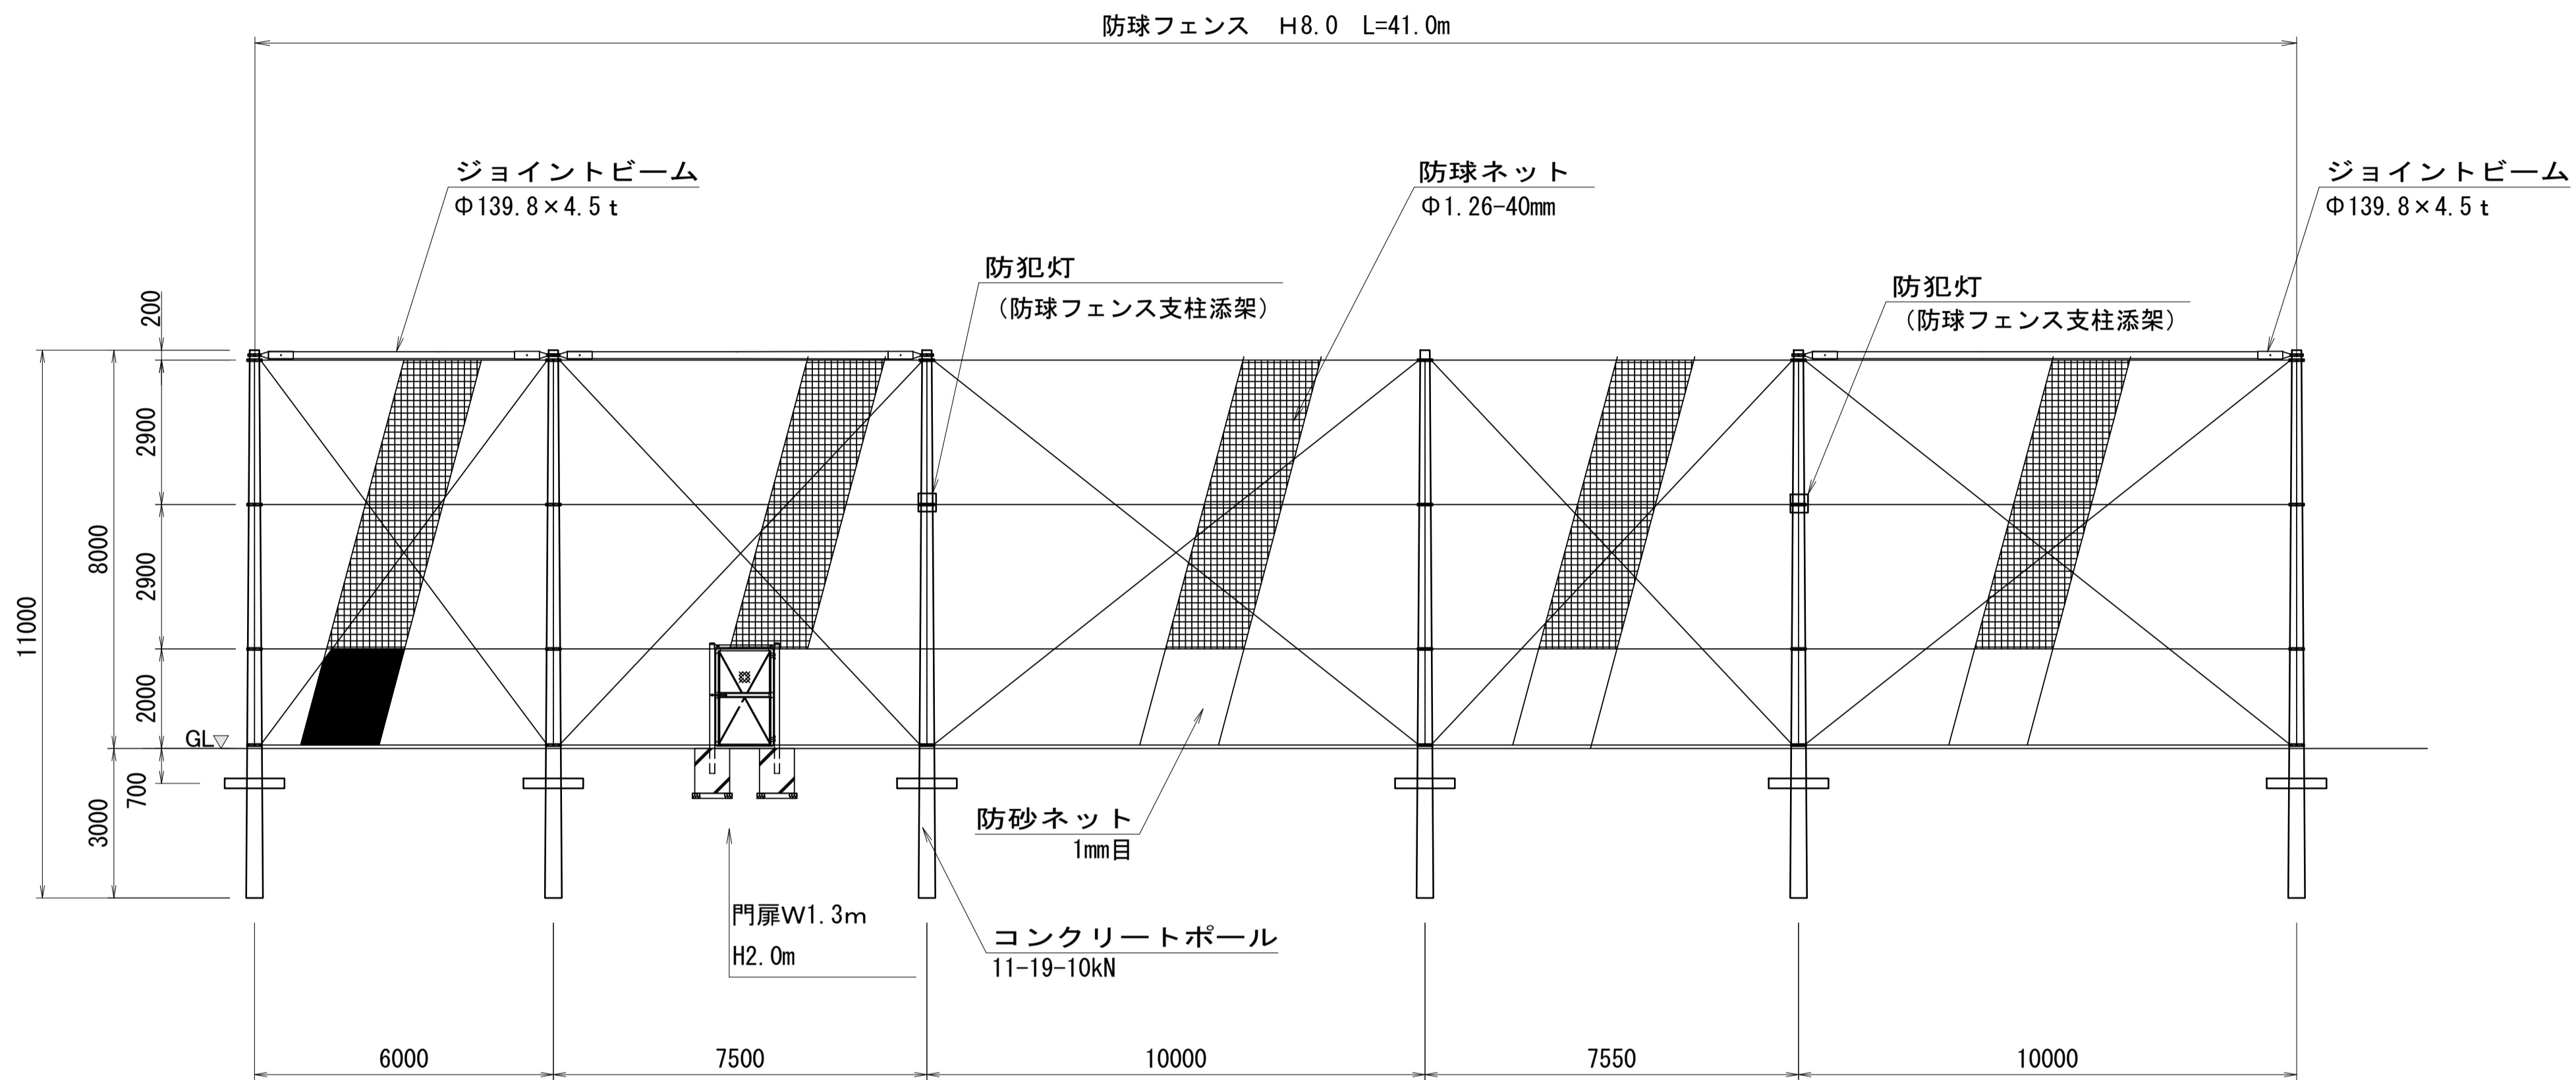 防球フェンス　H8.0　L=41.0m
ジョイントビーム
Φ139.8×4.5ｔ
防球ネット
Φ1.26-40mm
ジョイントビーム
Φ139.8×4.5ｔ
防犯灯
（防球フェンス支柱添架）
防犯灯
（防球フェンス支柱添架）
200
2900
2900
2000
8000
11000
GL
700
3000
防砂ネット
1mm目
門扉W1.3m
H2.0m
コンクリートポール
11-19-10kN
6000
7500
10000
7550
10000